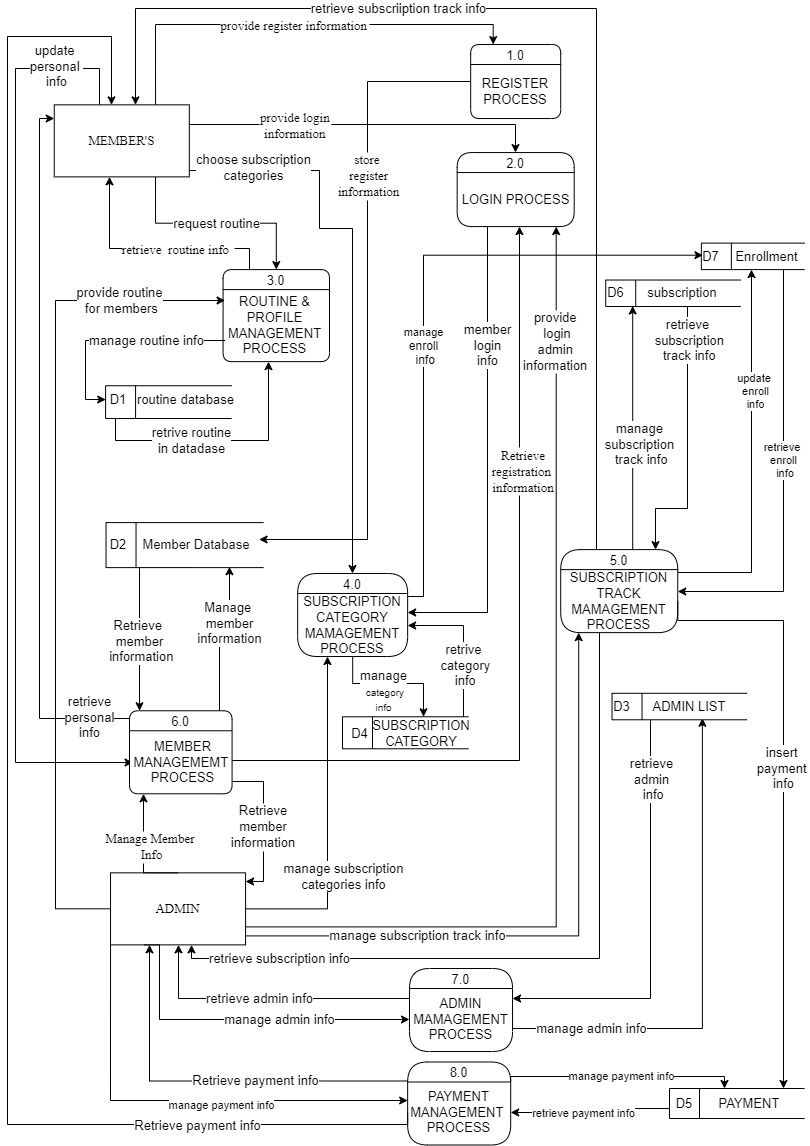 retrieve subscriiption track info
provide register information
update
personal
info
1.0
REGISTER
PROCESS
MEMBER'S
provide login
information
choose subscription
categories
store
register
information
2.0
LOGIN PROCESS
request routine
retrieve routine info
D7
Enrollment
3.0
ROUTINE &
PROFILE
MANAGEMENT
PROCESS
provide routine
for members
manage routine info
D6
subscription
retrieve
subscription
track info
manage
enroll
info
member
login
info
provide
login
admin
information
D1
routine database
retrive routine
in datadase
update
enroll
info
manage
subscription
track info
retrieve
enroll
info
Retrieve
registration
information
D2
Member Database
4.0
SUBSCRIPTION
CATEGORY
MAMAGEMENT
PROCESS
5.0
SUBSCRIPTION
TRACK
MAMAGEMENT
PROCESS
Retrieve
member
information
Manage
member
information
retrive
category
info
manage
category
info
retrieve
personal
info
6.0
MEMBER
MANAGEMEMT
PROCESS
D4
SUBSCRIPTION
CATEGORY
D3
ADMIN LIST
retrieve
admin
info
insert
payment
info
Retrieve
member
information
Manage Member
Info
manage subscription
categories info
ADMIN
manage subscription track info
retrieve subscription info
7.0
ADMIN
MAMAGEMENT
PROCESS
retrieve admin info
manage admin info
manage admin info
8.0
PAYMENT
MANAGEMENT
PROCESS
Retrieve payment info
manage payment info
Retrieve payment info
manage payment info
retrieve payment info
D5
PAYMENT